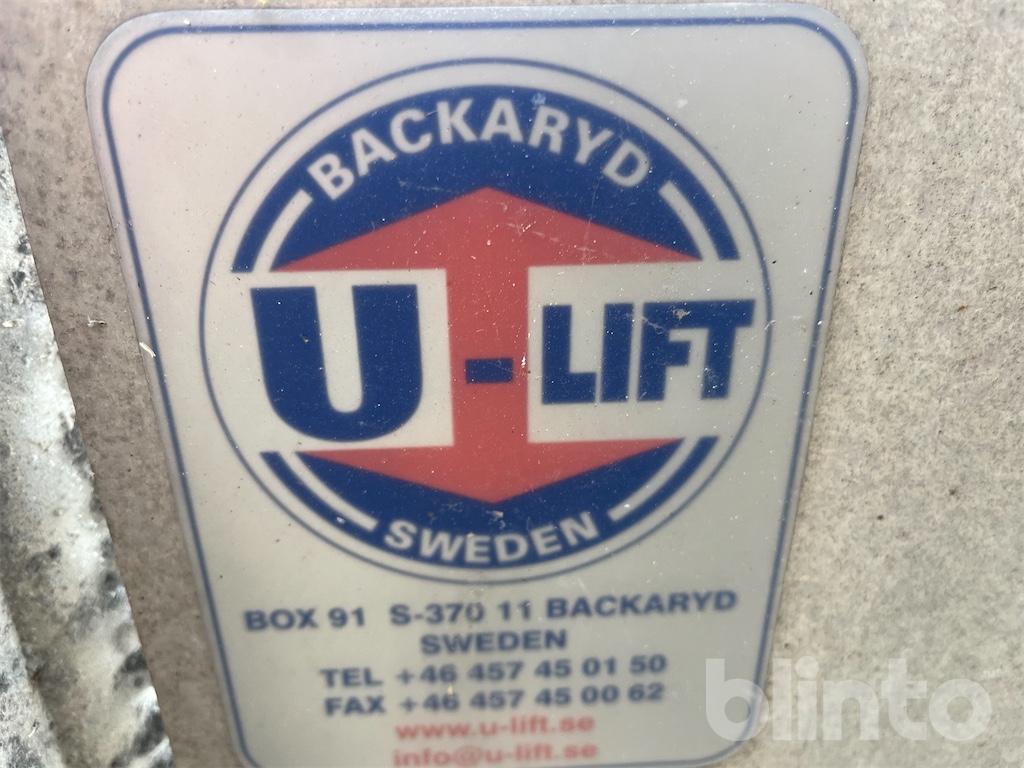 BACKARYD
U-LIFT
SWEDEN
BOX 91 S-370 11 BACKARYD
SWEDEN
TEL +46 457 45 01 50
FAX +46 457 45 00 62
www.u-lift.se
info@u-lift.se
blinto